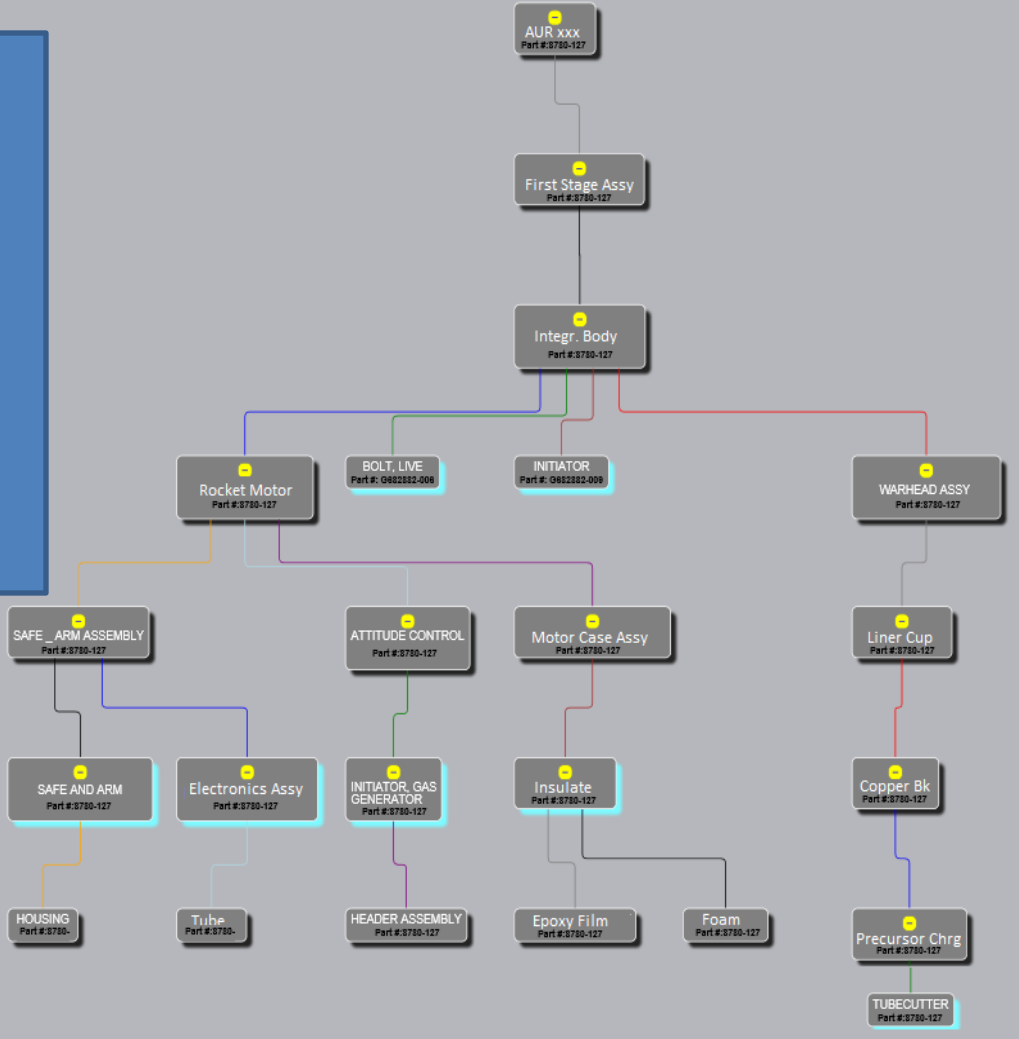 AUR xxx
Part #:8780-127
First Stage Assy
Part #:8780-127
Integr. Body
Part #:8780-127
Rocket Motor
Part #:8780-127
BOLT, LIVE
Part #: G682882-006
INITIATOR
Part #: G682882-009
WARHEAD ASSY
Part #:8780-127
SAFE _ ARM ASSEMBLY
Part #:8780-127
ATTITUDE CONTROL
Part #:8780-127
Motor Case Assy
Part #:8780-127
Liner Cup
Part #:8780-127
SAFE AND ARM
Part #:8780-127
Electronics Assy
Part #:8780-127
INITIATOR, GAS
GENERATOR
Part #:8780-127
Insulate
Part #:8780-127
Copper Bk
Part #:8780-127
HOUSING
Part #:8780-
Tube
Part #:8780-
HEADER ASSEMBLY
Part #:8780-127
Epoxy Film
Part #:8780-127
Foam
Part #:8780-127
Precursor Chrg
Part #:8780-127
TUBECUTTER
Part #:8780-127